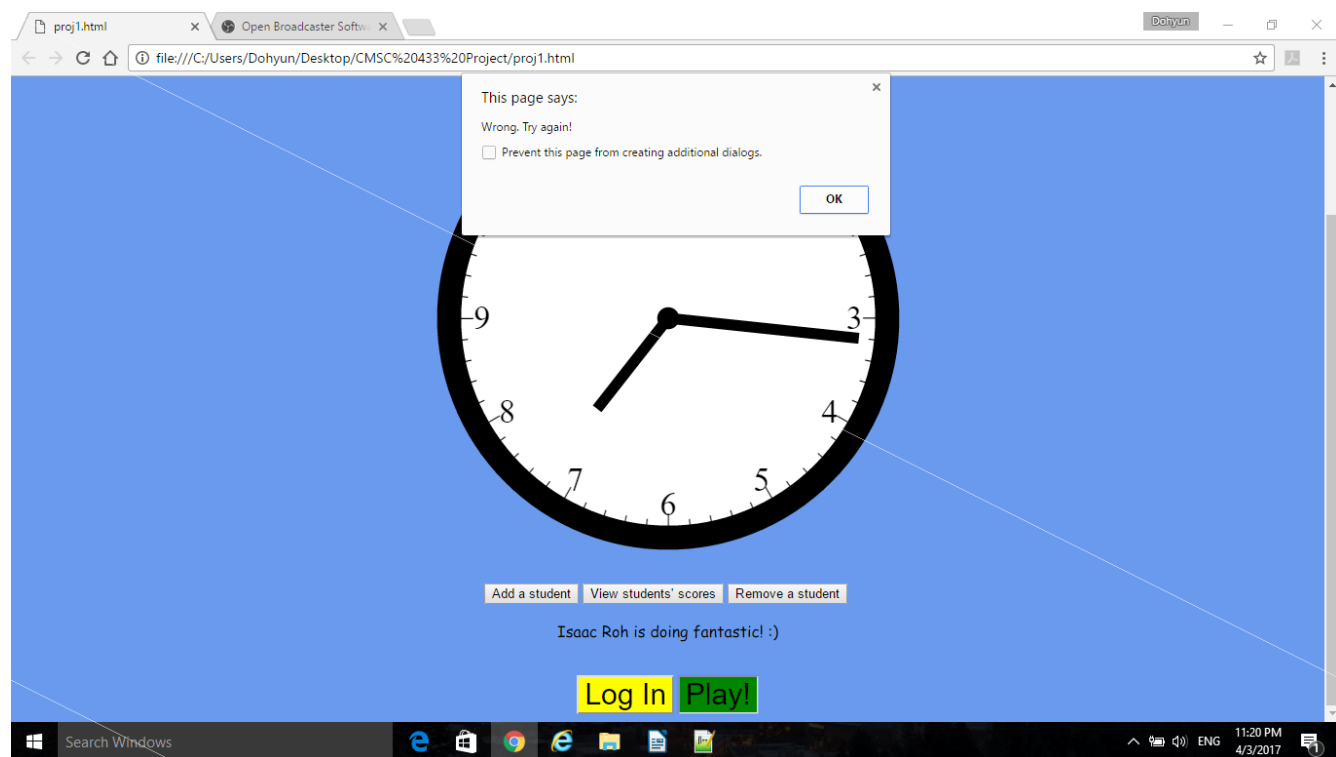 proj1.html
Open Broadcaster Softw
Dohyun
file:///C:/Users/Dohyun/Desktop/CMSC%20433%20Project/proj1.html
This page says:
Wrong. Try again!
Prevent this page from creating additional dialogs.
OK
9
3
8
4
7
5
6
Add a student
View students' scores
Remove a student
Isaac Roh is doing fantastic! :)
Log In
Play!
Search Windows
ENG
11:20 PM
4/3/2017
1